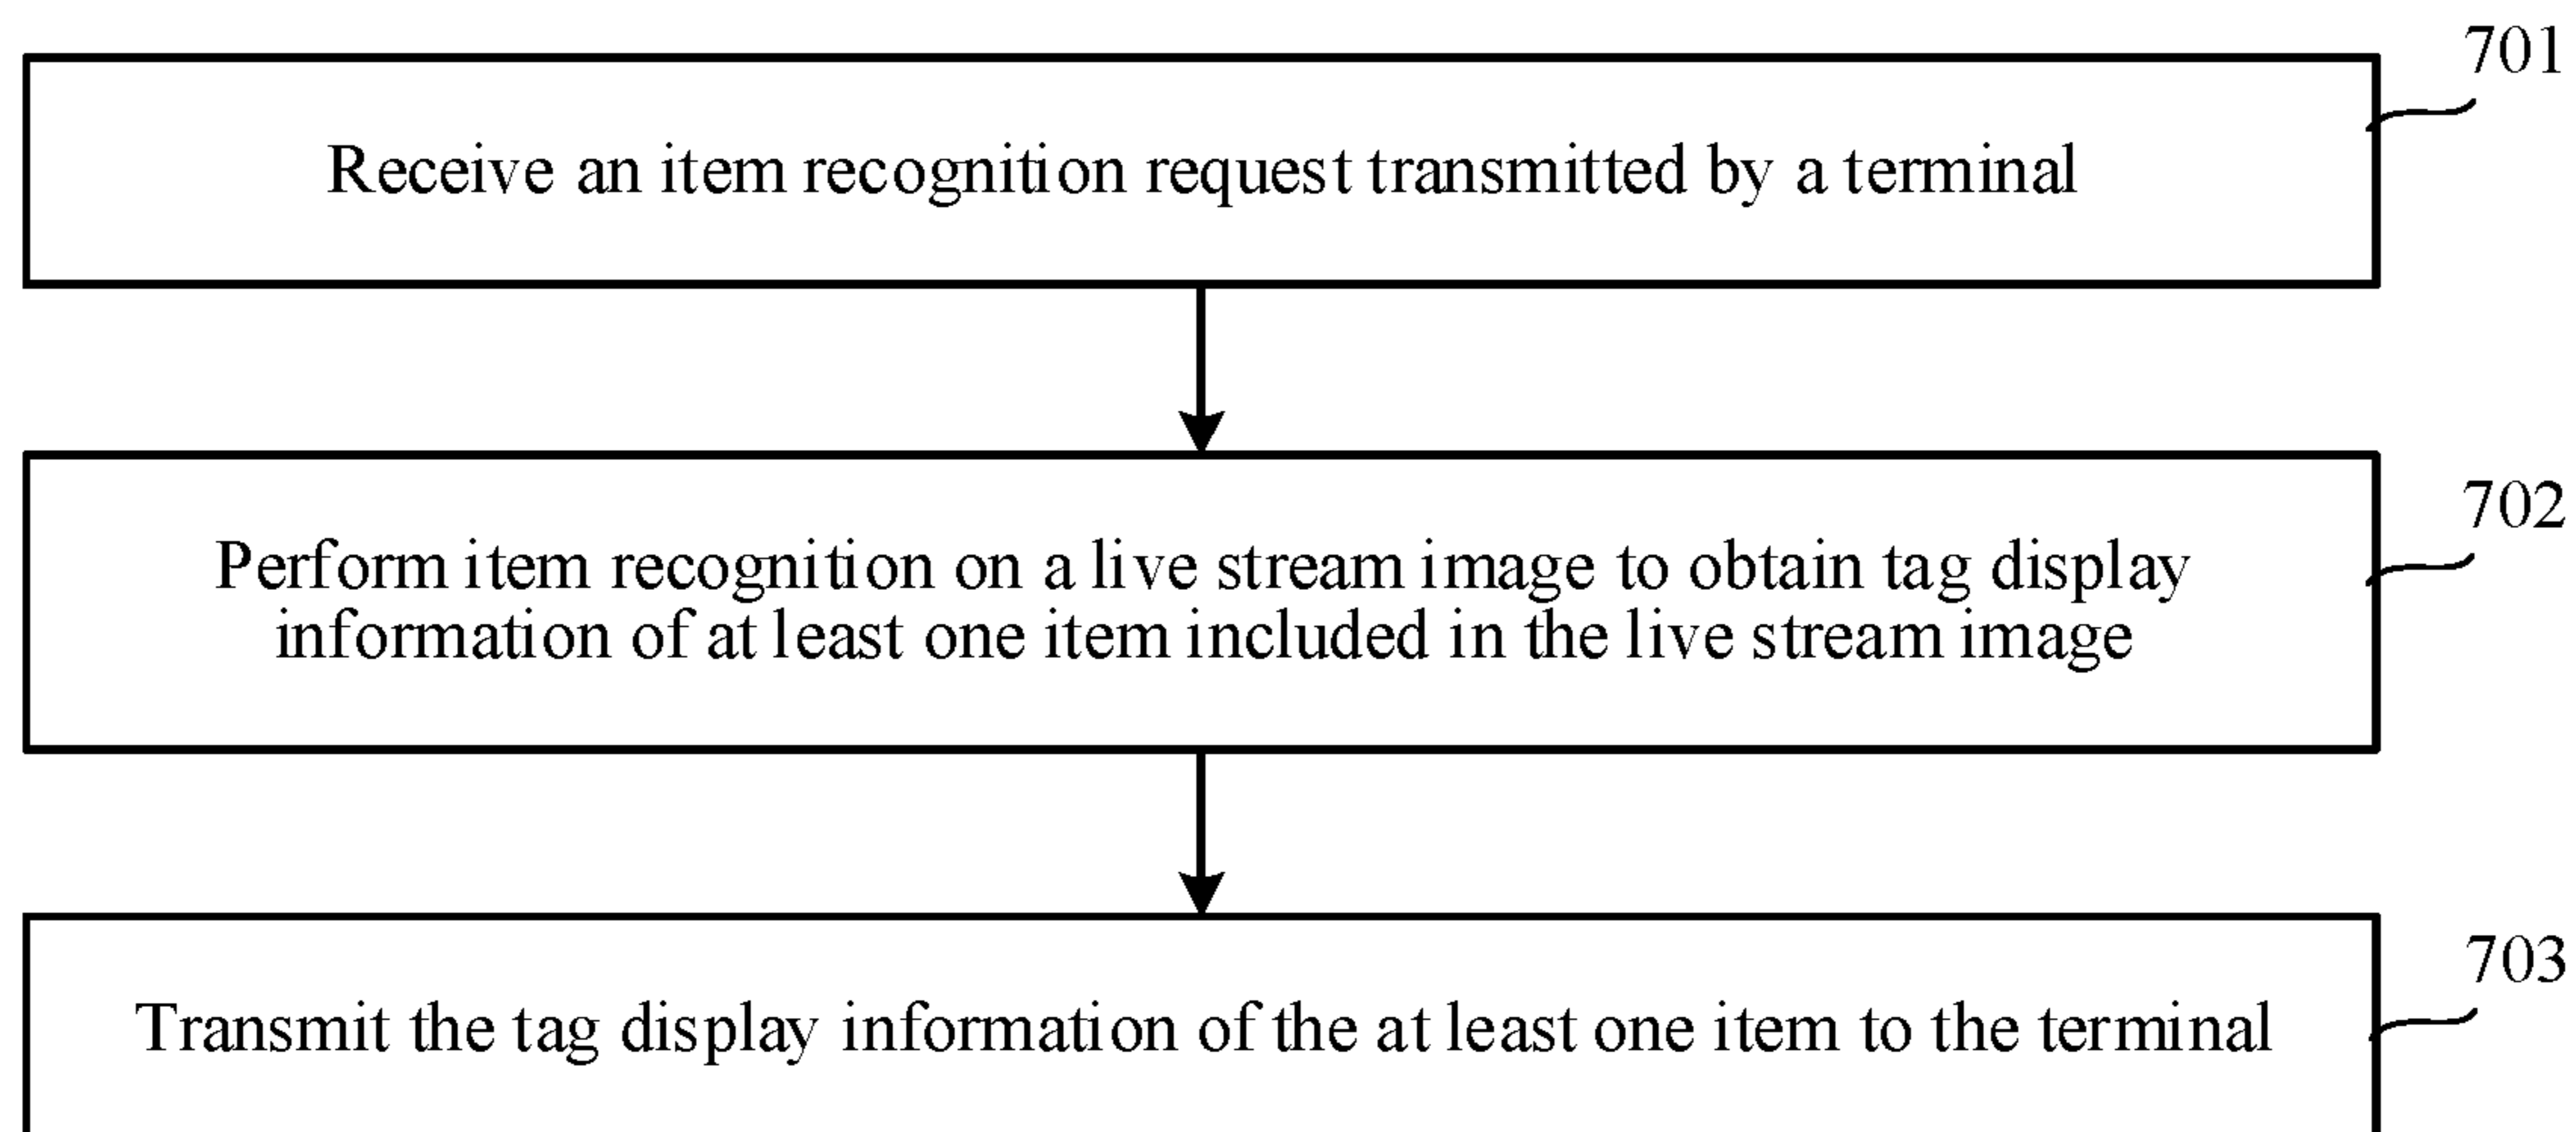 701
Receive an item recognition request transmitted by a terminal
702
Perform item recognition on a live stream image to obtain tag display
information of at least one item included in the live stream image
703
Transmit the tag display information of the at least one item to the terminal